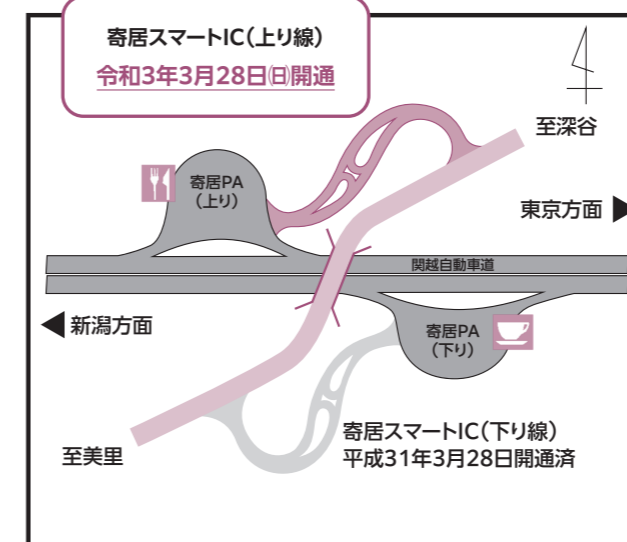 寄居スマートIC(上り線)
令和3年3月28日㈰開通
至深谷
寄居PA
(上り)
東京方面
関越自動車道
新潟方面
寄居PA
(下り)
至美里
寄居スマートIC(下り線)
平成31年3月28日開通済